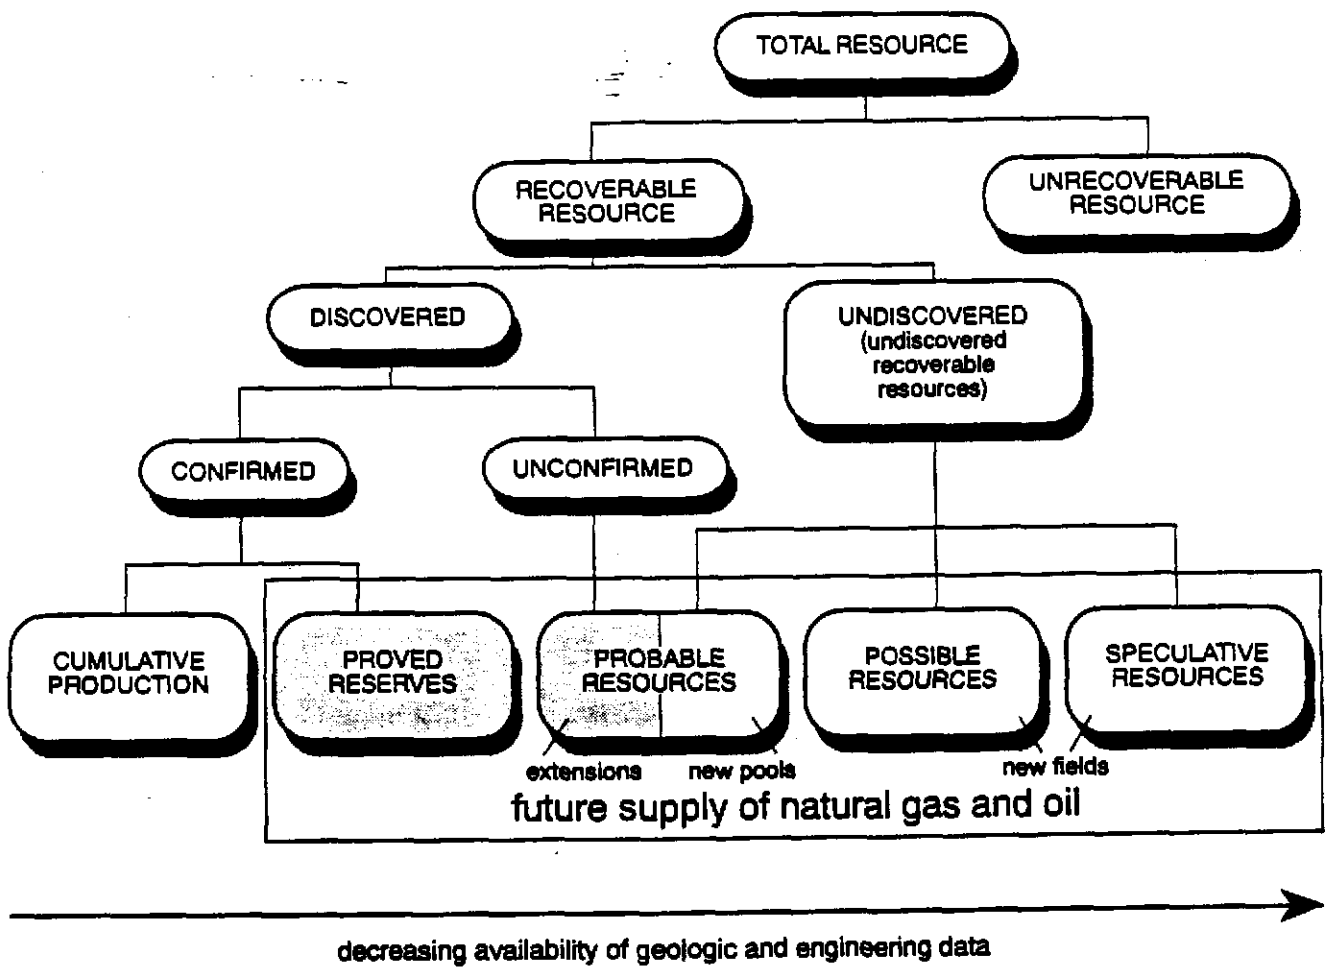 TOTAL RESOURCE
RECOVERABLE
RESOURCE
UNRECOVERABLE
RESOURCE
DISCOVERED
UNDISCOVERED
(undiscovered
recoverable
resources)
CONFIRMED
UNCONFIRMED
CUMULATIVE
PRODUCTION
PROVED
RESERVES
PROBABLE
RESOURCES
POSSIBLE
RESOURCES
SPECULATIVE
RESOURCES
extensions
new pools
new fields
future supply of natural gas and oil
decreasing availability of geologic and engineering data